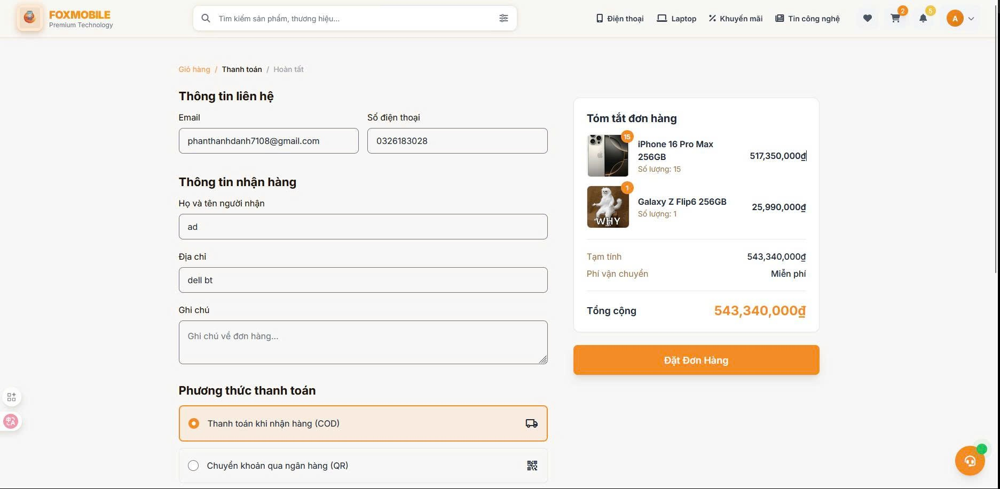 FOXMOBILE
Premium Technology
Tìm kiếm sản phẩm, thương hiệu...
Điện thoại
Laptop
Khuyến mãi
Tin công nghệ
2
5
A
Giỏ hàng / Thanh toán / Hoàn tất
Thông tin liên hệ
Email
Số điện thoại
phanthanhdanh7108@gmail.com
0326183028
Thông tin nhận hàng
Họ và tên người nhận
ad
Địa chỉ
dell bt
Ghi chú
Ghi chú về đơn hàng...
Phương thức thanh toán
Thanh toán khi nhận hàng (COD)
Chuyển khoản qua ngân hàng (QR)
Tóm tắt đơn hàng
15
iPhone 16 Pro Max
256GB
Số lượng: 15
517,350,000₫
1
WHY
Galaxy Z Flip6 256GB
Số lượng: 1
25,990,000₫
Tạm tính
543,340,000₫
Phí vận chuyển
Miễn phí
Tổng cộng
543,340,000₫
Đặt Đơn Hàng